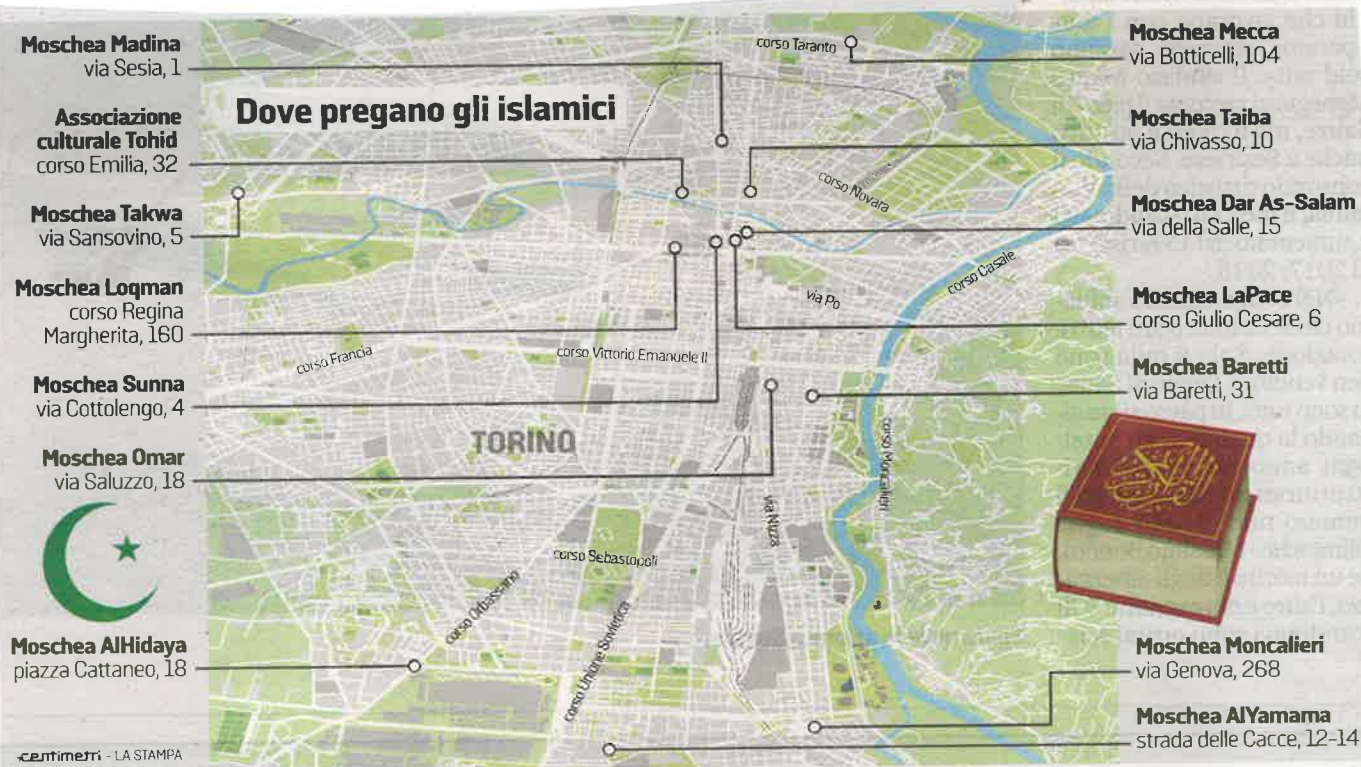 Dove pregano gli islamici
Moschea Madina
via Sesia, 1
Associazione
culturale Tohid
corso Emilia, 32
Moschea Takwa
via Sansovino, 5
Moschea Loqman
corso Regina
Margherita, 160
Moschea Sunna
via Cottolengo, 4
Moschea Omar
via Saluzzo, 18
Moschea AlHidaya
piazza Cattaneo, 18
centimetri - LA STAMPA
corso Taranto
corso Novara
corso Casale
via Po
corso Francia
corso Vittorio Emanuele II
TORINO
corso Moncalieri
via Nizza
corso Sebastopoli
corso Orbassano
corso Unione Sovietica
Moschea Mecca
via Botticelli, 104
Moschea Taiba
via Chivasso, 10
Moschea Dar As-Salam
via della Salle, 15
Moschea LaPace
corso Giulio Cesare, 6
Moschea Baretti
via Baretti, 31
Moschea Moncalieri
via Genova, 268
Moschea AlYamama
strada delle Cacce, 12-14